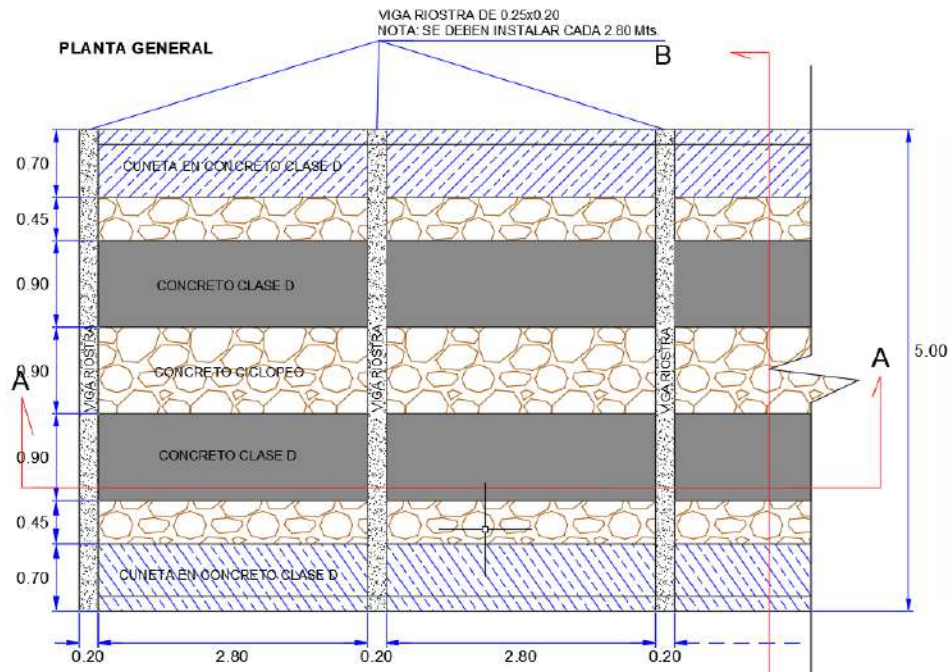 VIGA RIOSTRA DE 0.25x0.20
NOTA: SE DEBEN INSTALAR CADA 2.80 Mts.
PLANTA GENERAL
B
0.70
CUNETA EN CONCRETO CLASE D
0.45
0.90
CONCRETO CLASE D
VIGA RIOSTRA
VIGA RIOSTRA
VIGA RIOSTRA
5.00
0.90
A
CONCRETO CICLOPEO
A
0.90
CONCRETO CLASE D
0.45
0.70
CUNETA EN CONCRETO CLASE D
0.20
2.80
0.20
2.80
0.20